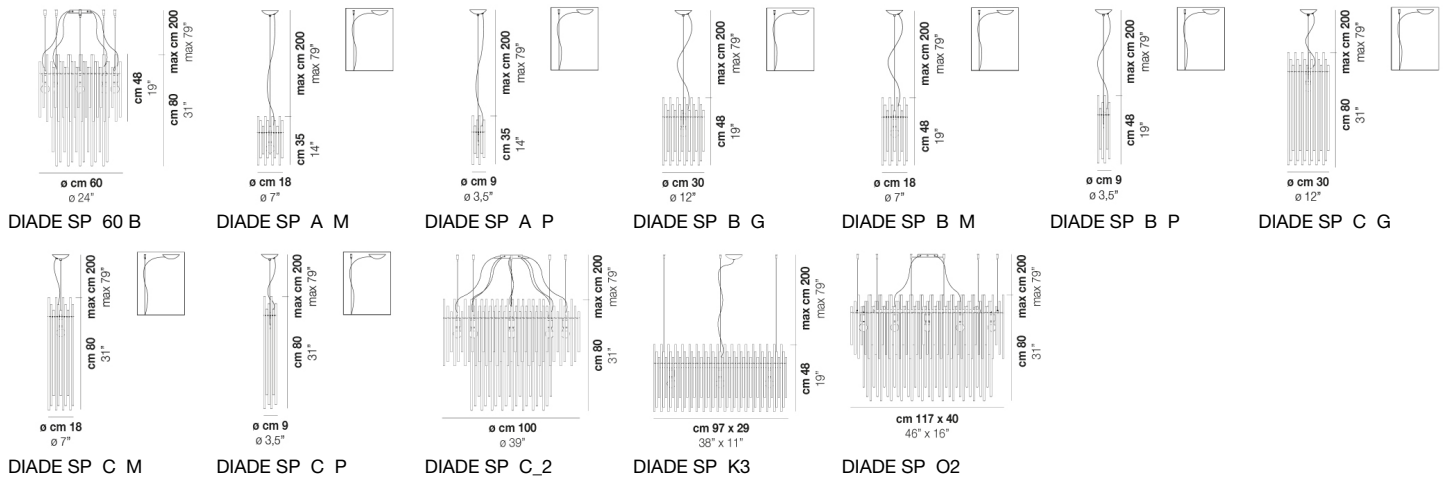 max cm 200
max 79"
cm 48
19"
cm 80
31"
ø cm 60
ø 24"
DIADE SP 60 B
max cm 200
max 79"
cm 35
14"
ø cm 18
ø 7"
DIADE SP A M
max cm 200
max 79"
cm 35
14"
ø cm 9
ø 3,5"
DIADE SP A P
max cm 200
max 79"
cm 48
19"
ø cm 30
ø 12"
DIADE SP B G
max cm 200
max 79"
cm 48
19"
ø cm 18
ø 7"
DIADE SP B M
max cm 200
max 79"
cm 48
19"
ø cm 9
ø 3,5"
DIADE SP B P
max cm 200
max 79"
cm 80
31"
ø cm 30
ø 12"
DIADE SP C G
max cm 200
max 79"
cm 80
31"
ø cm 18
ø 7"
DIADE SP C M
max cm 200
max 79"
cm 80
31"
ø cm 9
ø 3,5"
DIADE SP C P
max cm 200
max 79"
cm 80
31"
ø cm 100
ø 39"
DIADE SP C_2
max cm 200
max 79"
cm 48
19"
cm 97 x 29
38" x 11"
DIADE SP K3
max cm 200
max 79"
cm 80
31"
cm 117 x 40
46" x 16"
DIADE SP O2